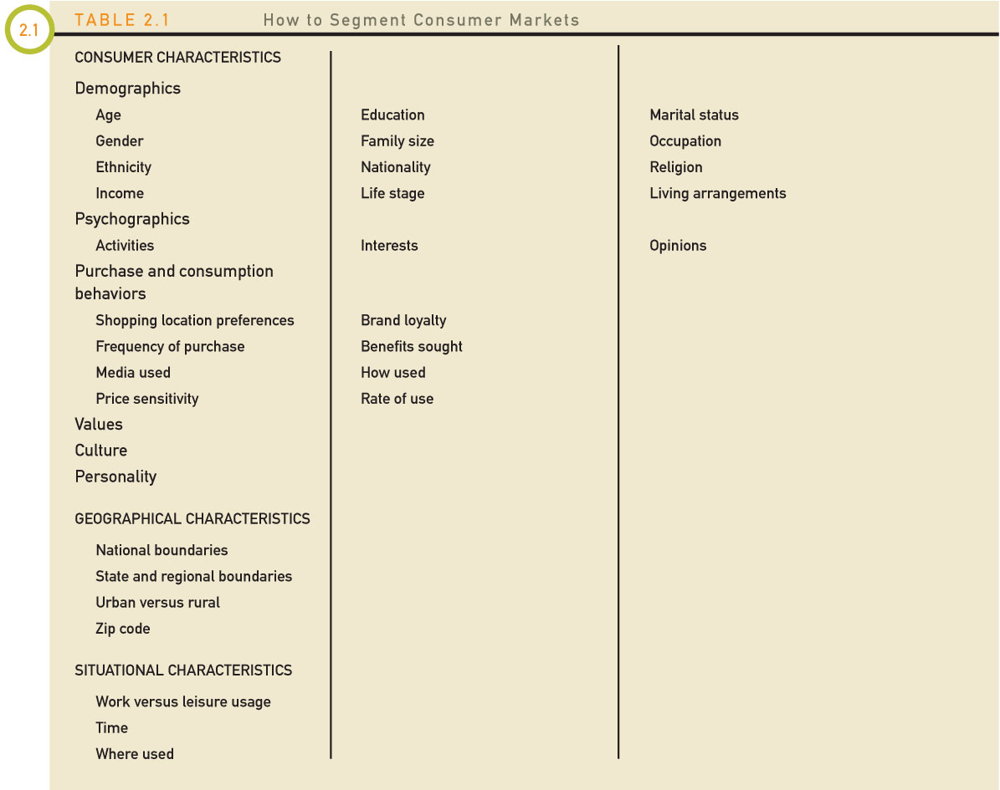 2.1
TABLE 2.1 How to Segment Consumer Markets
CONSUMER CHARACTERISTICS
Demographics
Age Education Marital status
Gender Family size Occupation
Ethnicity Nationality Religion
Income Life stage Living arrangements
Psychographics
Activities Interests Opinions
Purchase and consumption
behaviors
Shopping location preferences Brand loyalty
Frequency of purchase Benefits sought
Media used How used
Price sensitivity Rate of use
Values
Culture
Personality
GEOGRAPHICAL CHARACTERISTICS
National boundaries
State and regional boundaries
Urban versus rural
Zip code
SITUATIONAL CHARACTERISTICS
Work versus leisure usage
Time
Where used